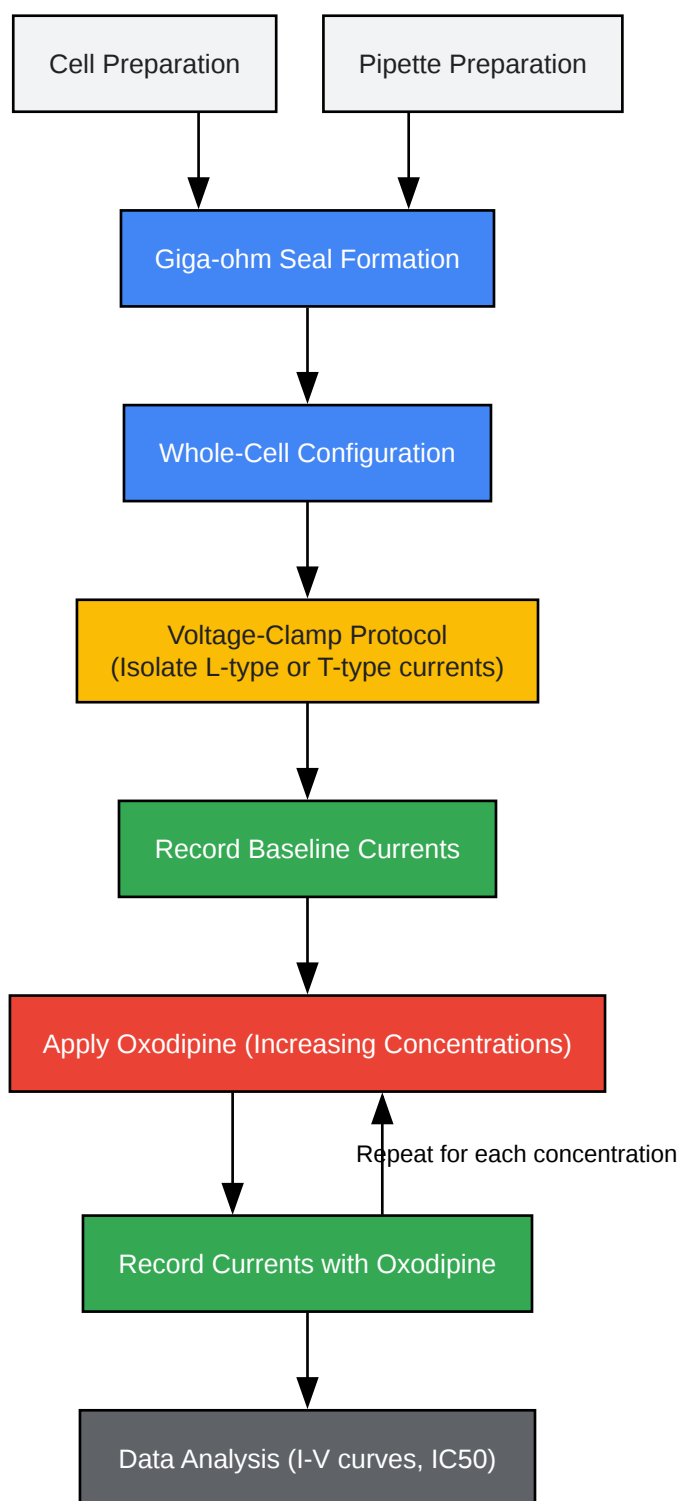 Cell Preparation
Pipette Preparation
Giga-ohm Seal Formation
Whole-Cell Configuration
Voltage-Clamp Protocol
(Isolate L-type or T-type currents)
Record Baseline Currents
Apply Oxodipine (Increasing Concentrations)
Repeat for each concentration
Record Currents with Oxodipine
Data Analysis (I-V curves, IC50)